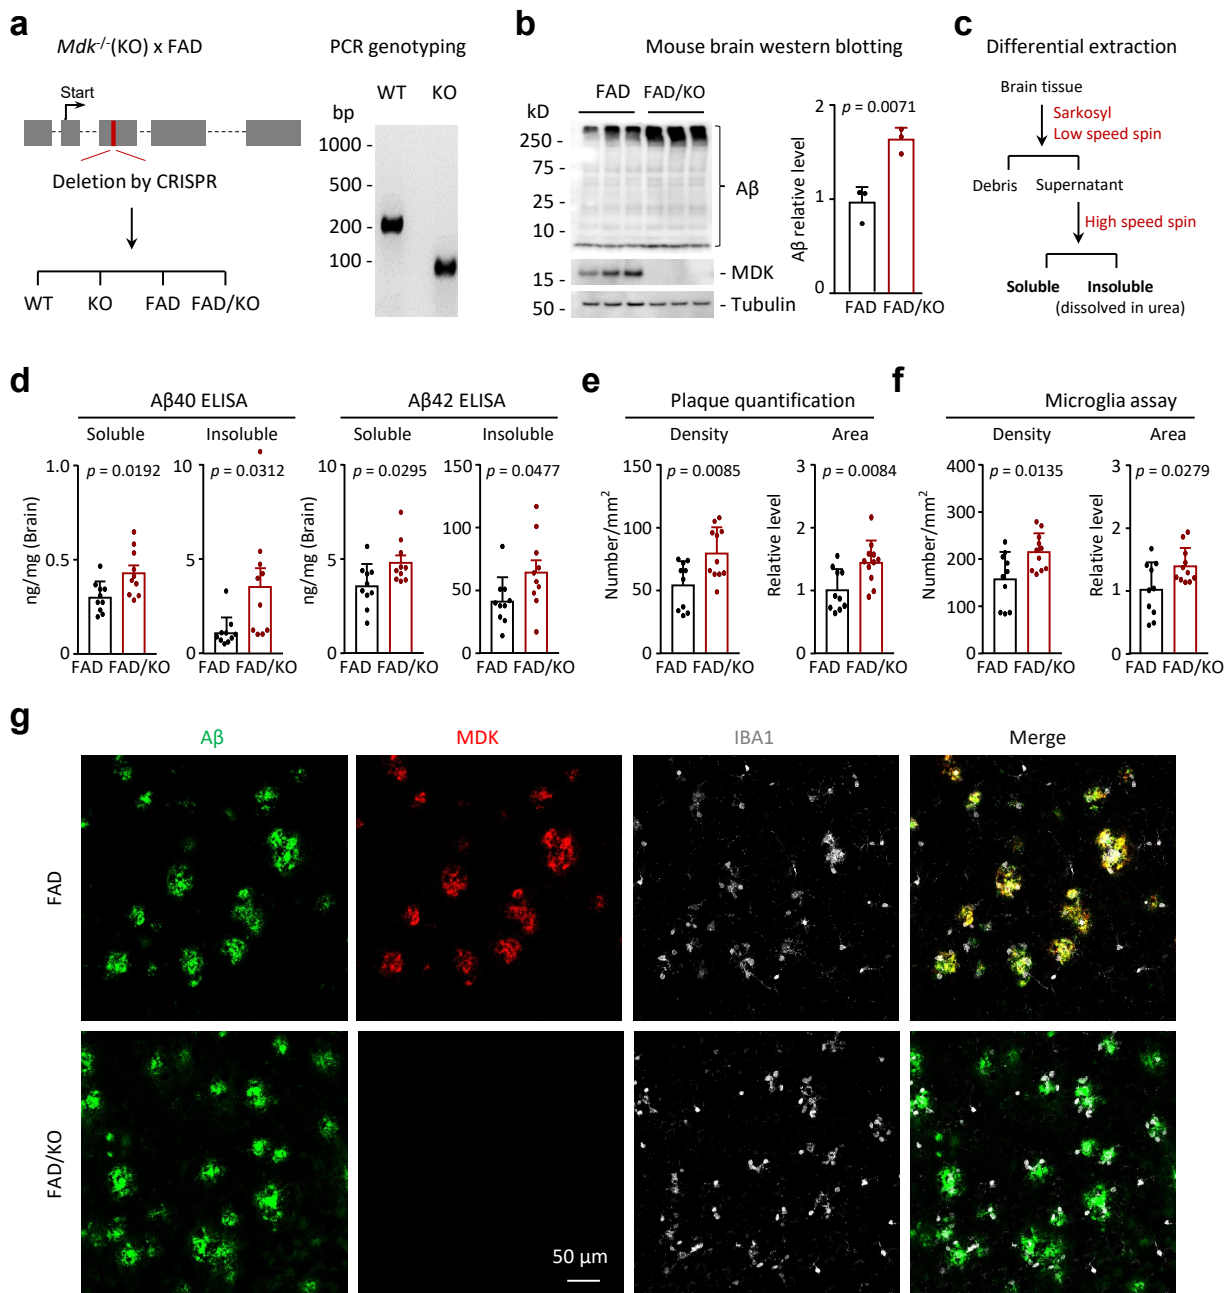 a
Mdk-/-(KO) x FAD
Start
Deletion by CRISPR
WT KO FAD FAD/KO
PCR genotyping
WT KO
bp
1000 -
500 -
200 -
100 -
b
Mouse brain western blotting
FAD FAD/KO
kD
250 -
75 -
25 -
10 -
Aβ
15 -
- MDK
50 -
- Tubulin
p = 0.0071
Aβ relative level
2
1
0
FAD
FAD/KO
c
Differential extraction
Brain tissue
Sarkosyl
Low speed spin
Debris Supernatant
High speed spin
Soluble Insoluble
(dissolved in urea)
d
Aβ40 ELISA
Soluble Insoluble
ng/mg (Brain)
1.0
0.5
0
p = 0.0192
FAD FAD/KO
10
5
0
p = 0.0312
FAD FAD/KO
Aβ42 ELISA
Soluble Insoluble
ng/mg (Brain)
10
5
0
p = 0.0295
FAD FAD/KO
150
100
50
0
p = 0.0477
FAD FAD/KO
e
Plaque quantification
Density Area
Number/mm2
150
100
50
0
p = 0.0085
FAD FAD/KO
Relative level
3
2
1
0
p = 0.0084
FAD FAD/KO
f
Microglia assay
Density Area
Number/mm2
400
300
200
100
0
p = 0.0135
FAD FAD/KO
Relative level
3
2
1
0
p = 0.0279
FAD FAD/KO
g
Aβ MDK IBA1 Merge
FAD
FAD/KO
50 µm